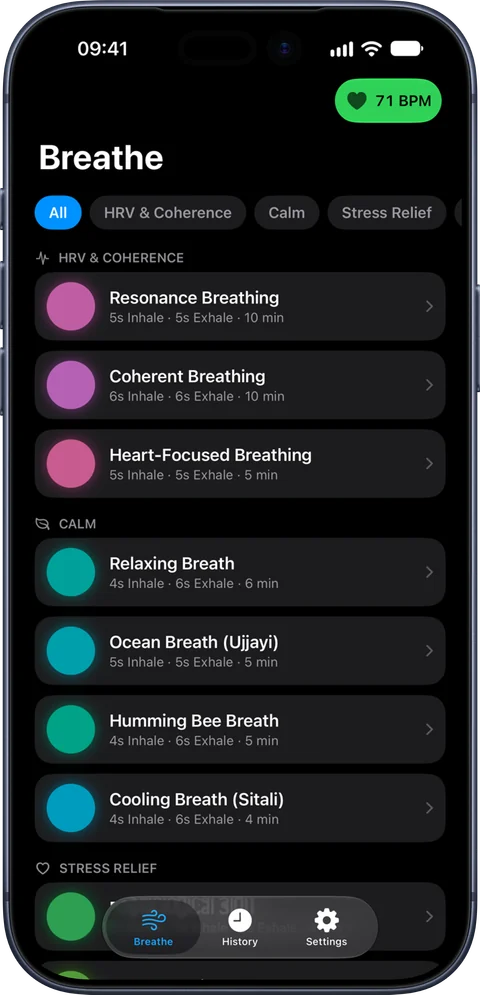 09:41
71 BPM
Breathe
All
HRV & Coherence
Calm
Stress Relief
HRV & COHERENCE
Resonance Breathing
5s Inhale · 5s Exhale · 10 min
Coherent Breathing
6s Inhale · 6s Exhale · 10 min
Heart-Focused Breathing
5s Inhale · 5s Exhale · 5 min
CALM
Relaxing Breath
4s Inhale · 6s Exhale · 6 min
Ocean Breath (Ujjayi)
5s Inhale · 5s Exhale · 5 min
Humming Bee Breath
4s Inhale · 6s Exhale · 5 min
Cooling Breath (Sitali)
4s Inhale · 6s Exhale · 4 min
STRESS RELIEF
Breathe
History
Settings